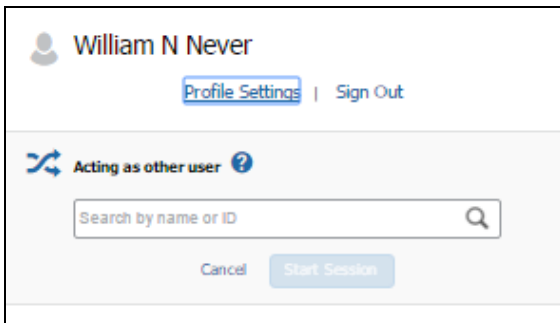 William N Never
Profile Settings | Sign Out
Acting as other user ?
Search by name or ID
Cancel Start Session